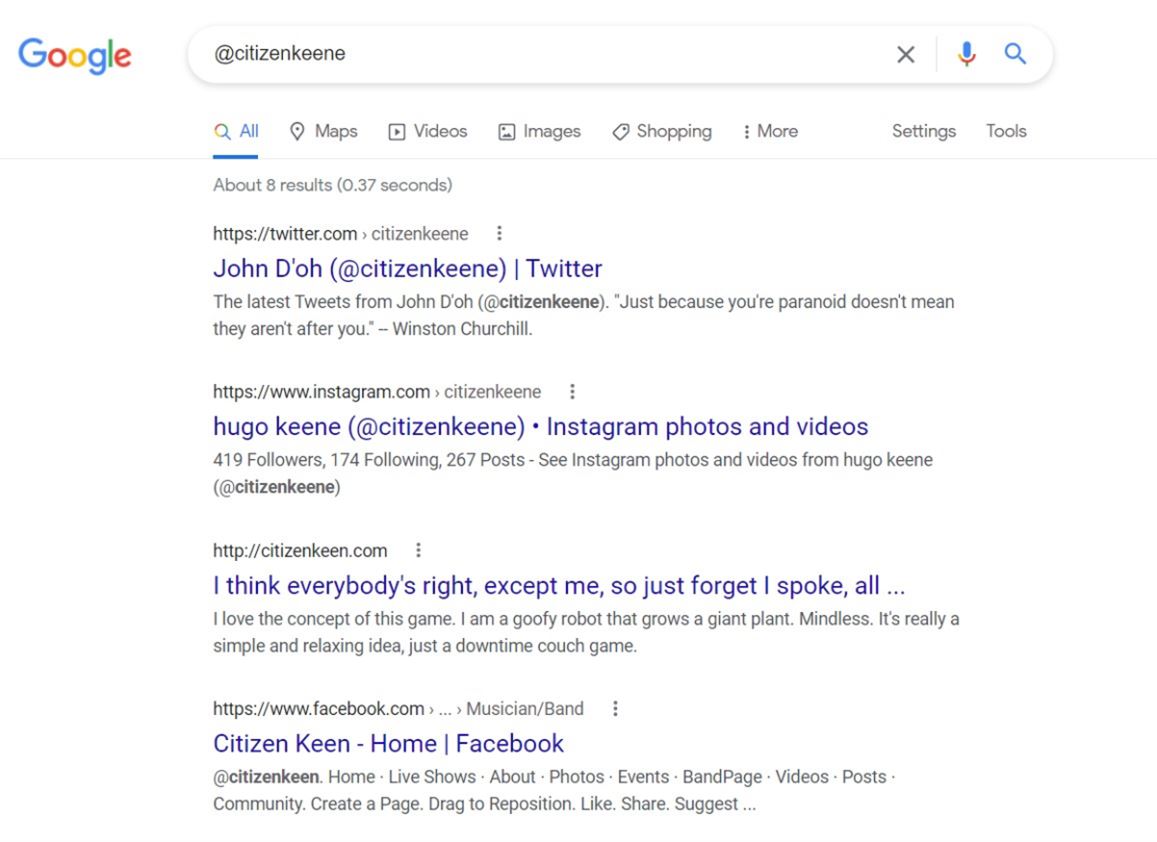 Google
@citizenkeene
All Maps Videos Images Shopping More Settings Tools
About 8 results (0.37 seconds)
https://twitter.com › citizenkeene
John D'oh (@citizenkeene) | Twitter
The latest Tweets from John D'oh (@citizenkeene). "Just because you're paranoid doesn't mean
they aren't after you." -- Winston Churchill.
https://www.instagram.com › citizenkeene
hugo keene (@citizenkeene) • Instagram photos and videos
419 Followers, 174 Following, 267 Posts - See Instagram photos and videos from hugo keene
(@citizenkeene)
http://citizenkeen.com
I think everybody's right, except me, so just forget I spoke, all ...
I love the concept of this game. I am a goofy robot that grows a giant plant. Mindless. It's really a
simple and relaxing idea, just a downtime couch game.
https://www.facebook.com › ... › Musician/Band
Citizen Keen - Home | Facebook
@citizenkeen. Home · Live Shows · About · Photos · Events · BandPage · Videos · Posts ·
Community. Create a Page. Drag to Reposition. Like. Share. Suggest ...